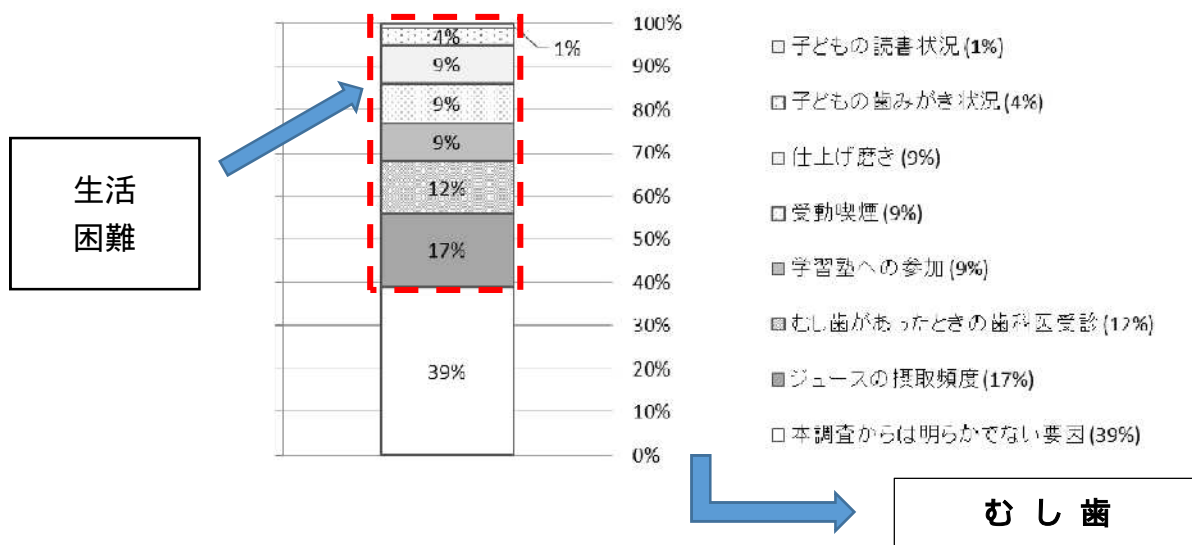 生活
困難
4%
1%
9%
9%
9%
12%
17%
39%
100%
90%
80%
70%
60%
50%
40%
30%
20%
10%
0%
子どもの読書状況(1%)
子どもの歯みがき状況(4%)
仕上げ磨き(9%)
受動喫煙(9%)
学習塾への参加(9%)
むし歯があったときの歯科医受診(12%)
ジュースの摂取頻度(17%)
本調査からは明らかでない要因(39%)
むし歯